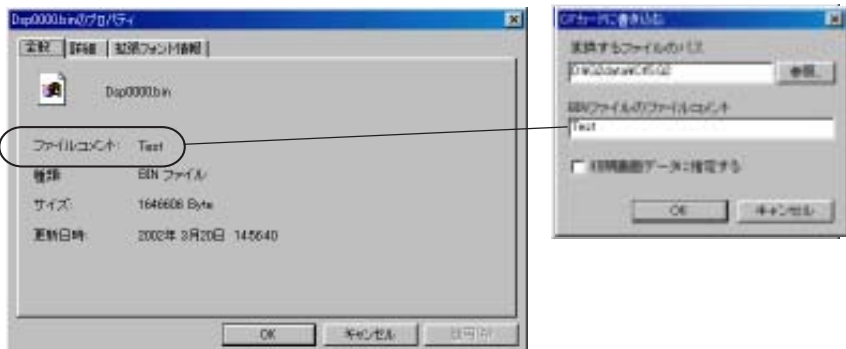 Dsp0000.binのプロパティ
全般 詳細 拡張フォント情報
Dsp0000.bin
ファイルコメント: Test
種類: BIN ファイル
サイズ: 1646606 Byte
更新日時: 2002年 3月20日 14:56:40
OK キャンセル
CFカードに書き込む
変換するファイルのパス
参照...
BINファイルのファイルコメント
Test
初期画面データに指定する
OK キャンセル